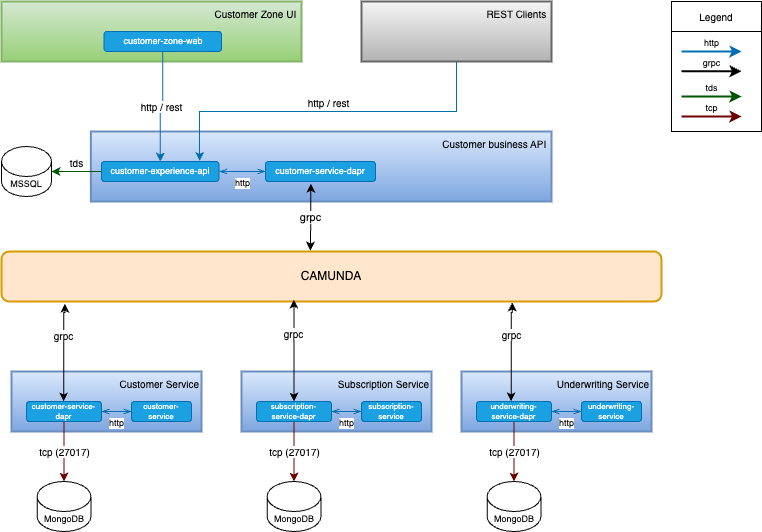 Customer Zone UI
REST Clients
Legend
customer-zone-web
http
grpc
tds
tcp
http / rest
http / rest
Customer business API
tds
customer-experience-api
customer-service-dapr
http
MSSQL
grpc
CAMUNDA
grpc
grpc
grpc
Customer Service
Subscription Service
Underwriting Service
customer-service-
dapr
customer-
service
http
subscription-
service-dapr
subscription-
service
http
underwriting-
service-dapr
underwriting-
service
http
tcp (27017)
tcp (27017)
tcp (27017)
MongoDB
MongoDB
MongoDB